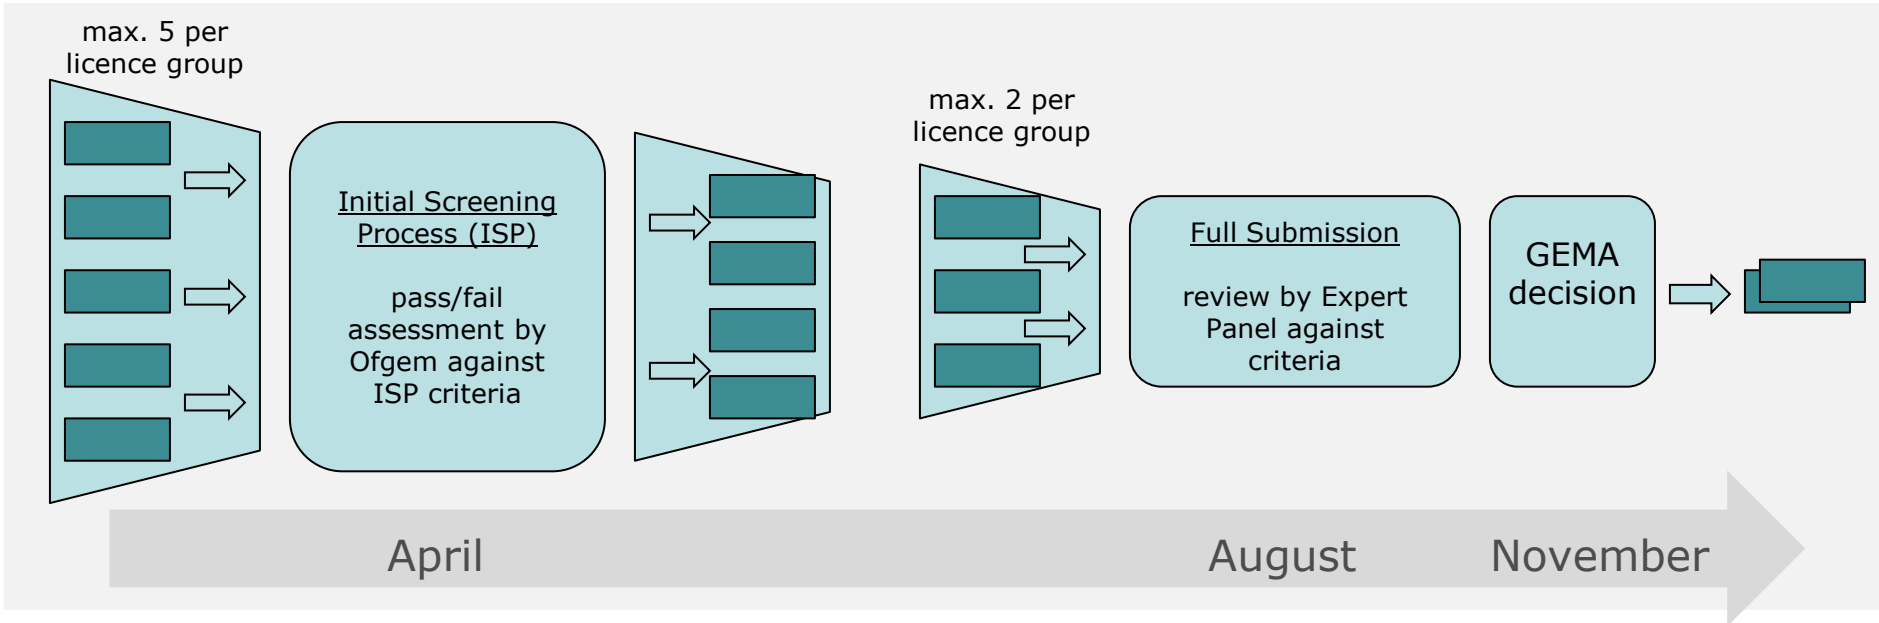 max. 5 per
licence group
Initial Screening
Process (ISP)
pass/fail
assessment by
Ofgem against
ISP criteria
max. 2 per
licence group
Full Submission
review by Expert
Panel against
criteria
GEMA
decision
April
August
November